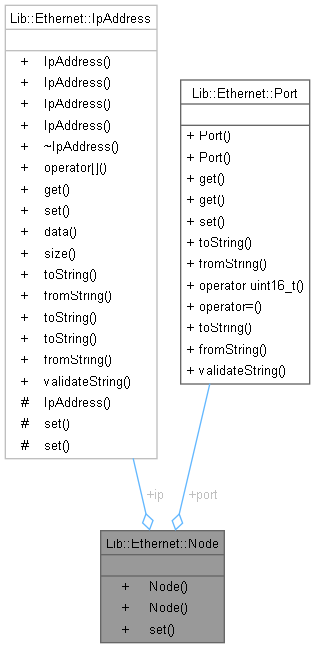 Lib::Ethernet::IpAddress
+ IpAddress()
+ IpAddress()
+ IpAddress()
+ IpAddress()
+ ~IpAddress()
+ operator[]()
+ get()
+ set()
+ data()
+ size()
+ toString()
+ fromString()
+ toString()
+ toString()
+ fromString()
+ validateString()
# IpAddress()
# set()
# set()
Lib::Ethernet::Port
+ Port()
+ Port()
+ get()
+ get()
+ set()
+ toString()
+ fromString()
+ operator uint16_t()
+ operator=()
+ toString()
+ fromString()
+ validateString()
+ip
+port
Lib::Ethernet::Node
+ Node()
+ Node()
+ set()